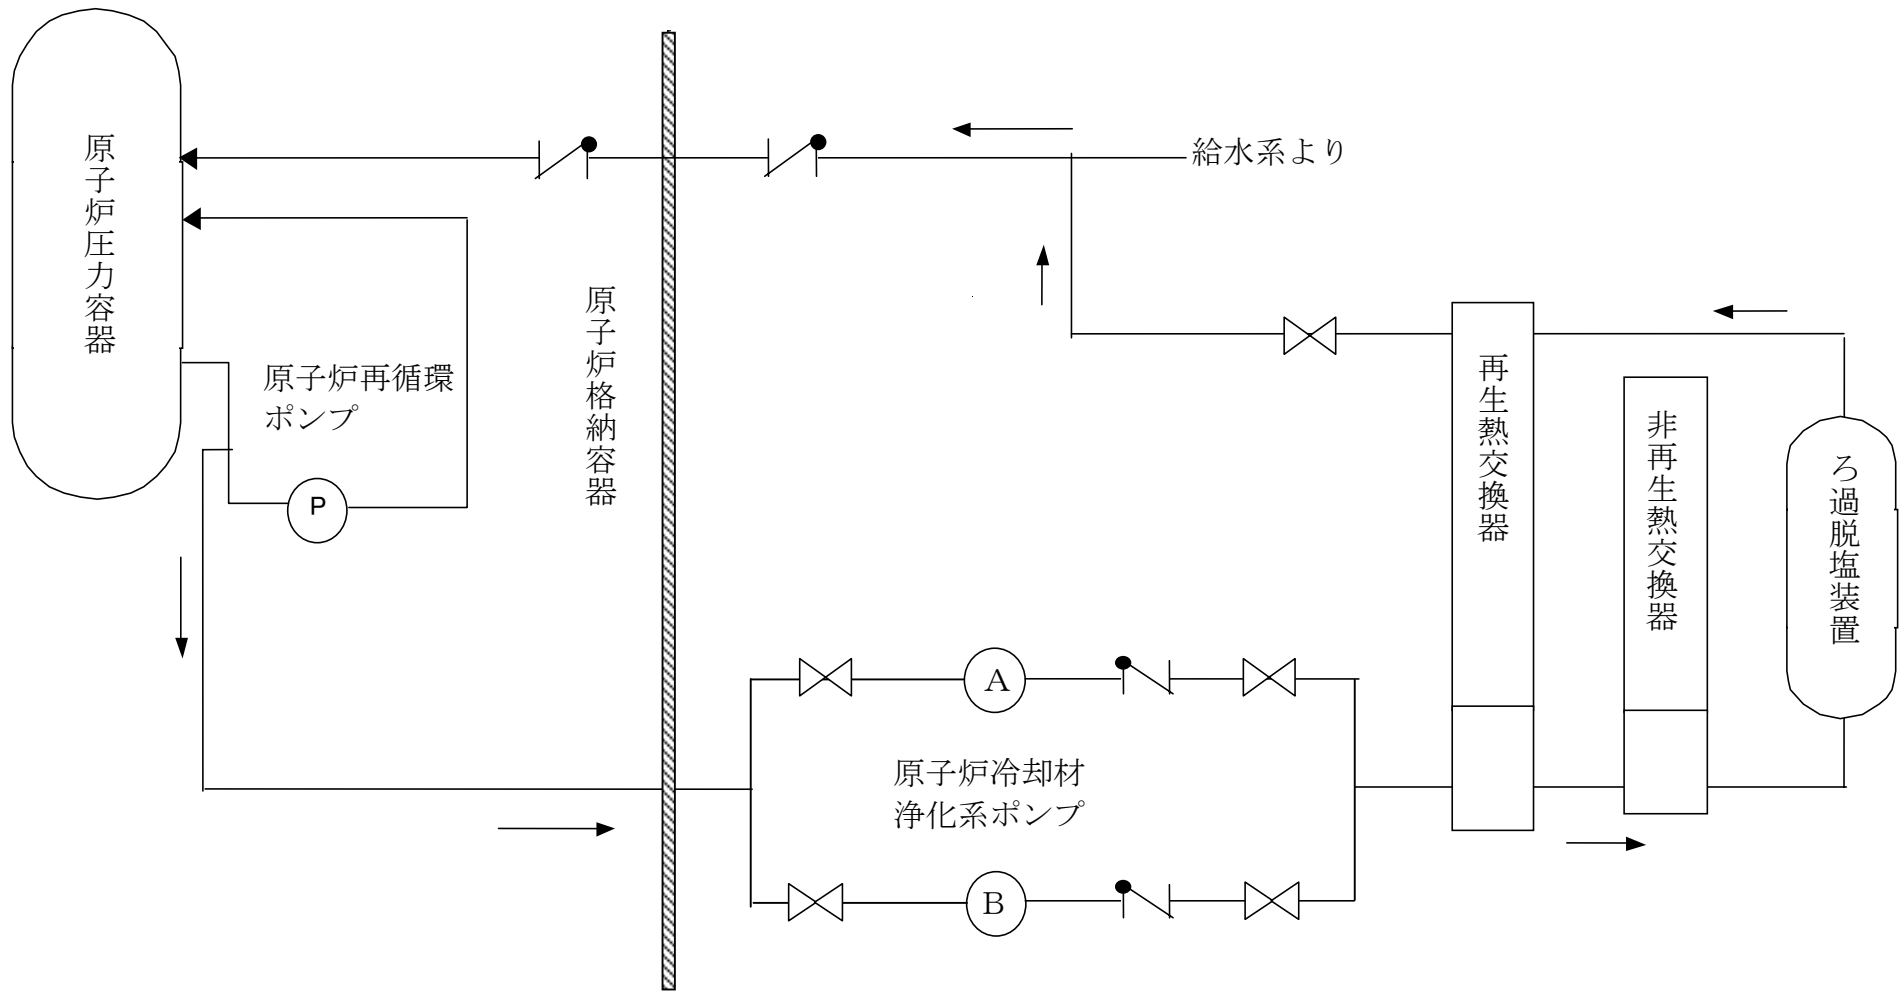 給水系より
原子炉圧力容器
原子炉格納容器
原子炉再循環
ポンプ
P
再生熱交換器
非再生熱交換器
ろ過脱塩装置
A
原子炉冷却材
浄化系ポンプ
B